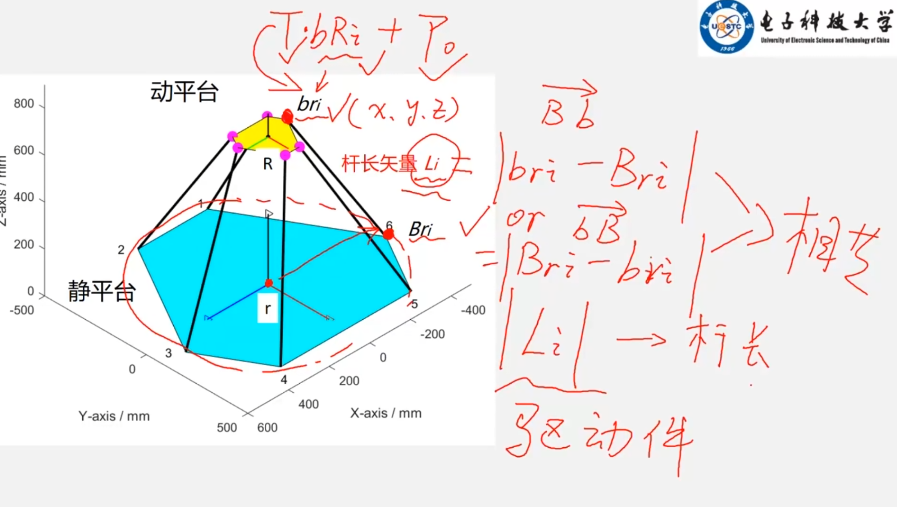 电子科技大学
University of Electronic Science and Technology of China
1956
T·bRi + Po
动平台
bri
√(x, y, z)
杆长矢量 Li =
|bri - Bri|
Bb
or bB
= |Bri - bri|
相等
|Li| → 杆长
驱动件
静平台
R
r
Bri √
1
2
3
4
5
6
Z-axis / mm
800
600
400
200
0
-500
0
500
Y-axis / mm
600
400
200
0
-200
-400
X-axis / mm